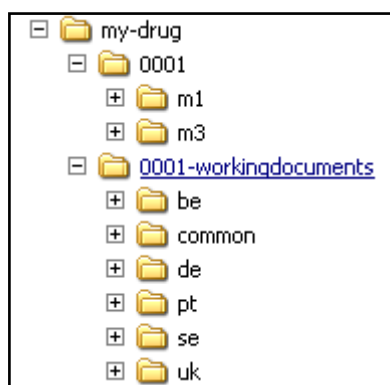 my-drug
0001
m1
m3
0001-workingdocuments
be
common
de
pt
se
uk